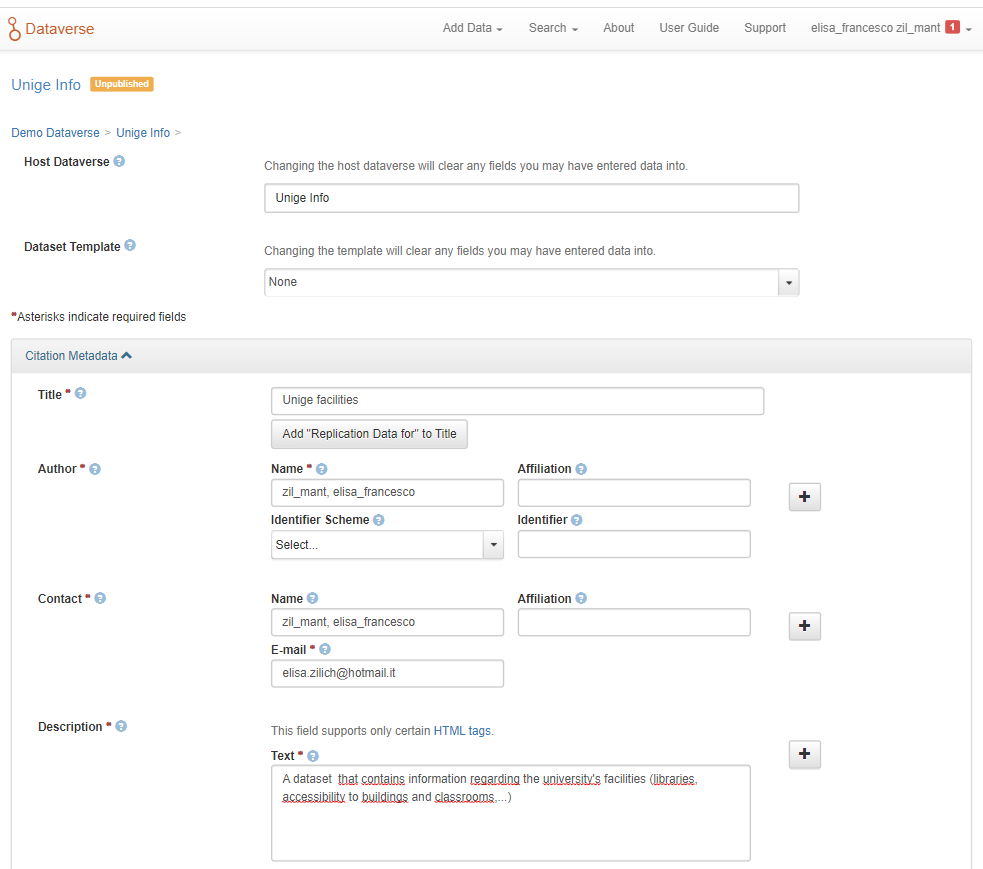 Dataverse
Add Data Search About User Guide Support elisa_francesco zil_mant 1
Unige Info Unpublished
Demo Dataverse > Unige Info >
Host Dataverse ?
Changing the host dataverse will clear any fields you may have entered data into.
Unige Info
Dataset Template ?
Changing the template will clear any fields you may have entered data into.
None
*Asterisks indicate required fields
Citation Metadata
Title * ?
Unige facilities
Add "Replication Data for" to Title
Author * ?
Name * ? Affiliation ?
zil_mant, elisa_francesco
+
Identifier Scheme ? Identifier ?
Select...
Contact * ?
Name ? Affiliation ?
zil_mant, elisa_francesco
+
E-mail * ?
elisa.zilich@hotmail.it
Description * ?
This field supports only certain HTML tags.
+
Text * ?
A dataset  that contains information regarding the university's facilities (libraries,
accessibility to buildings and classrooms,...)